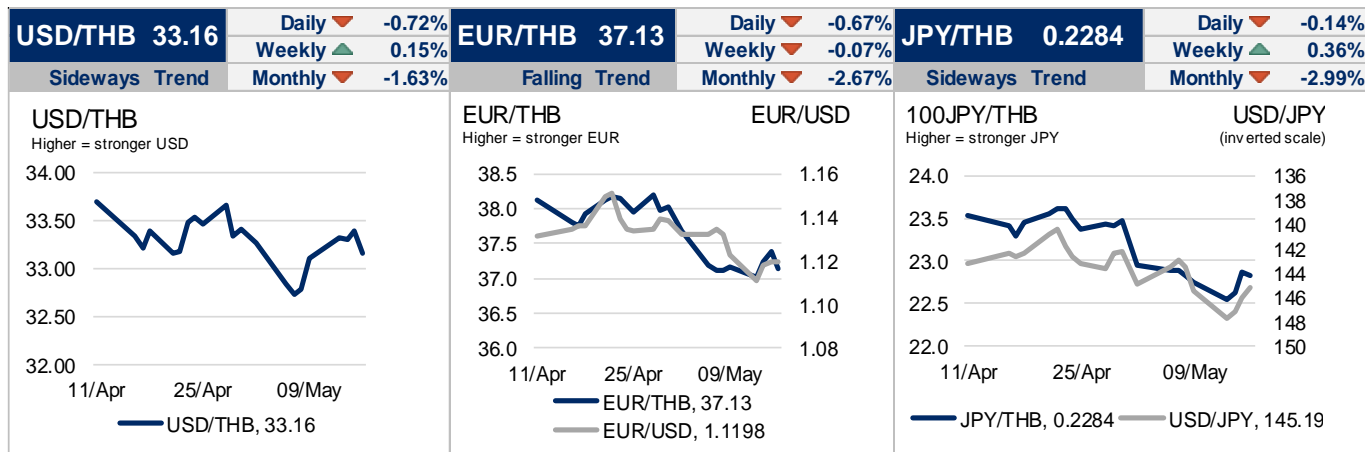 USD/THB 33.16
Daily -0.72%
Weekly 0.15%
Sideways Trend
Monthly -1.63%
USD/THB
Higher = stronger USD
34.00
33.50
33.00
32.50
32.00
11/Apr 25/Apr 09/May
USD/THB, 33.16
EUR/THB 37.13
Daily -0.67%
Weekly -0.07%
Falling Trend
Monthly -2.67%
EUR/THB EUR/USD
Higher = stronger EUR
38.5 1.16
38.0 1.14
37.5
37.0 1.12
36.5 1.10
36.0 1.08
11/Apr 25/Apr 09/May
EUR/THB, 37.13
EUR/USD, 1.1198
JPY/THB 0.2284
Daily -0.14%
Weekly 0.36%
Sideways Trend
Monthly -2.99%
100JPY/THB USD/JPY
Higher = stronger JPY (inverted scale)
24.0 136
138
23.5 140
142
23.0
144
22.5 146
148
22.0 150
11/Apr 25/Apr 09/May
JPY/THB, 0.2284 USD/JPY, 145.19